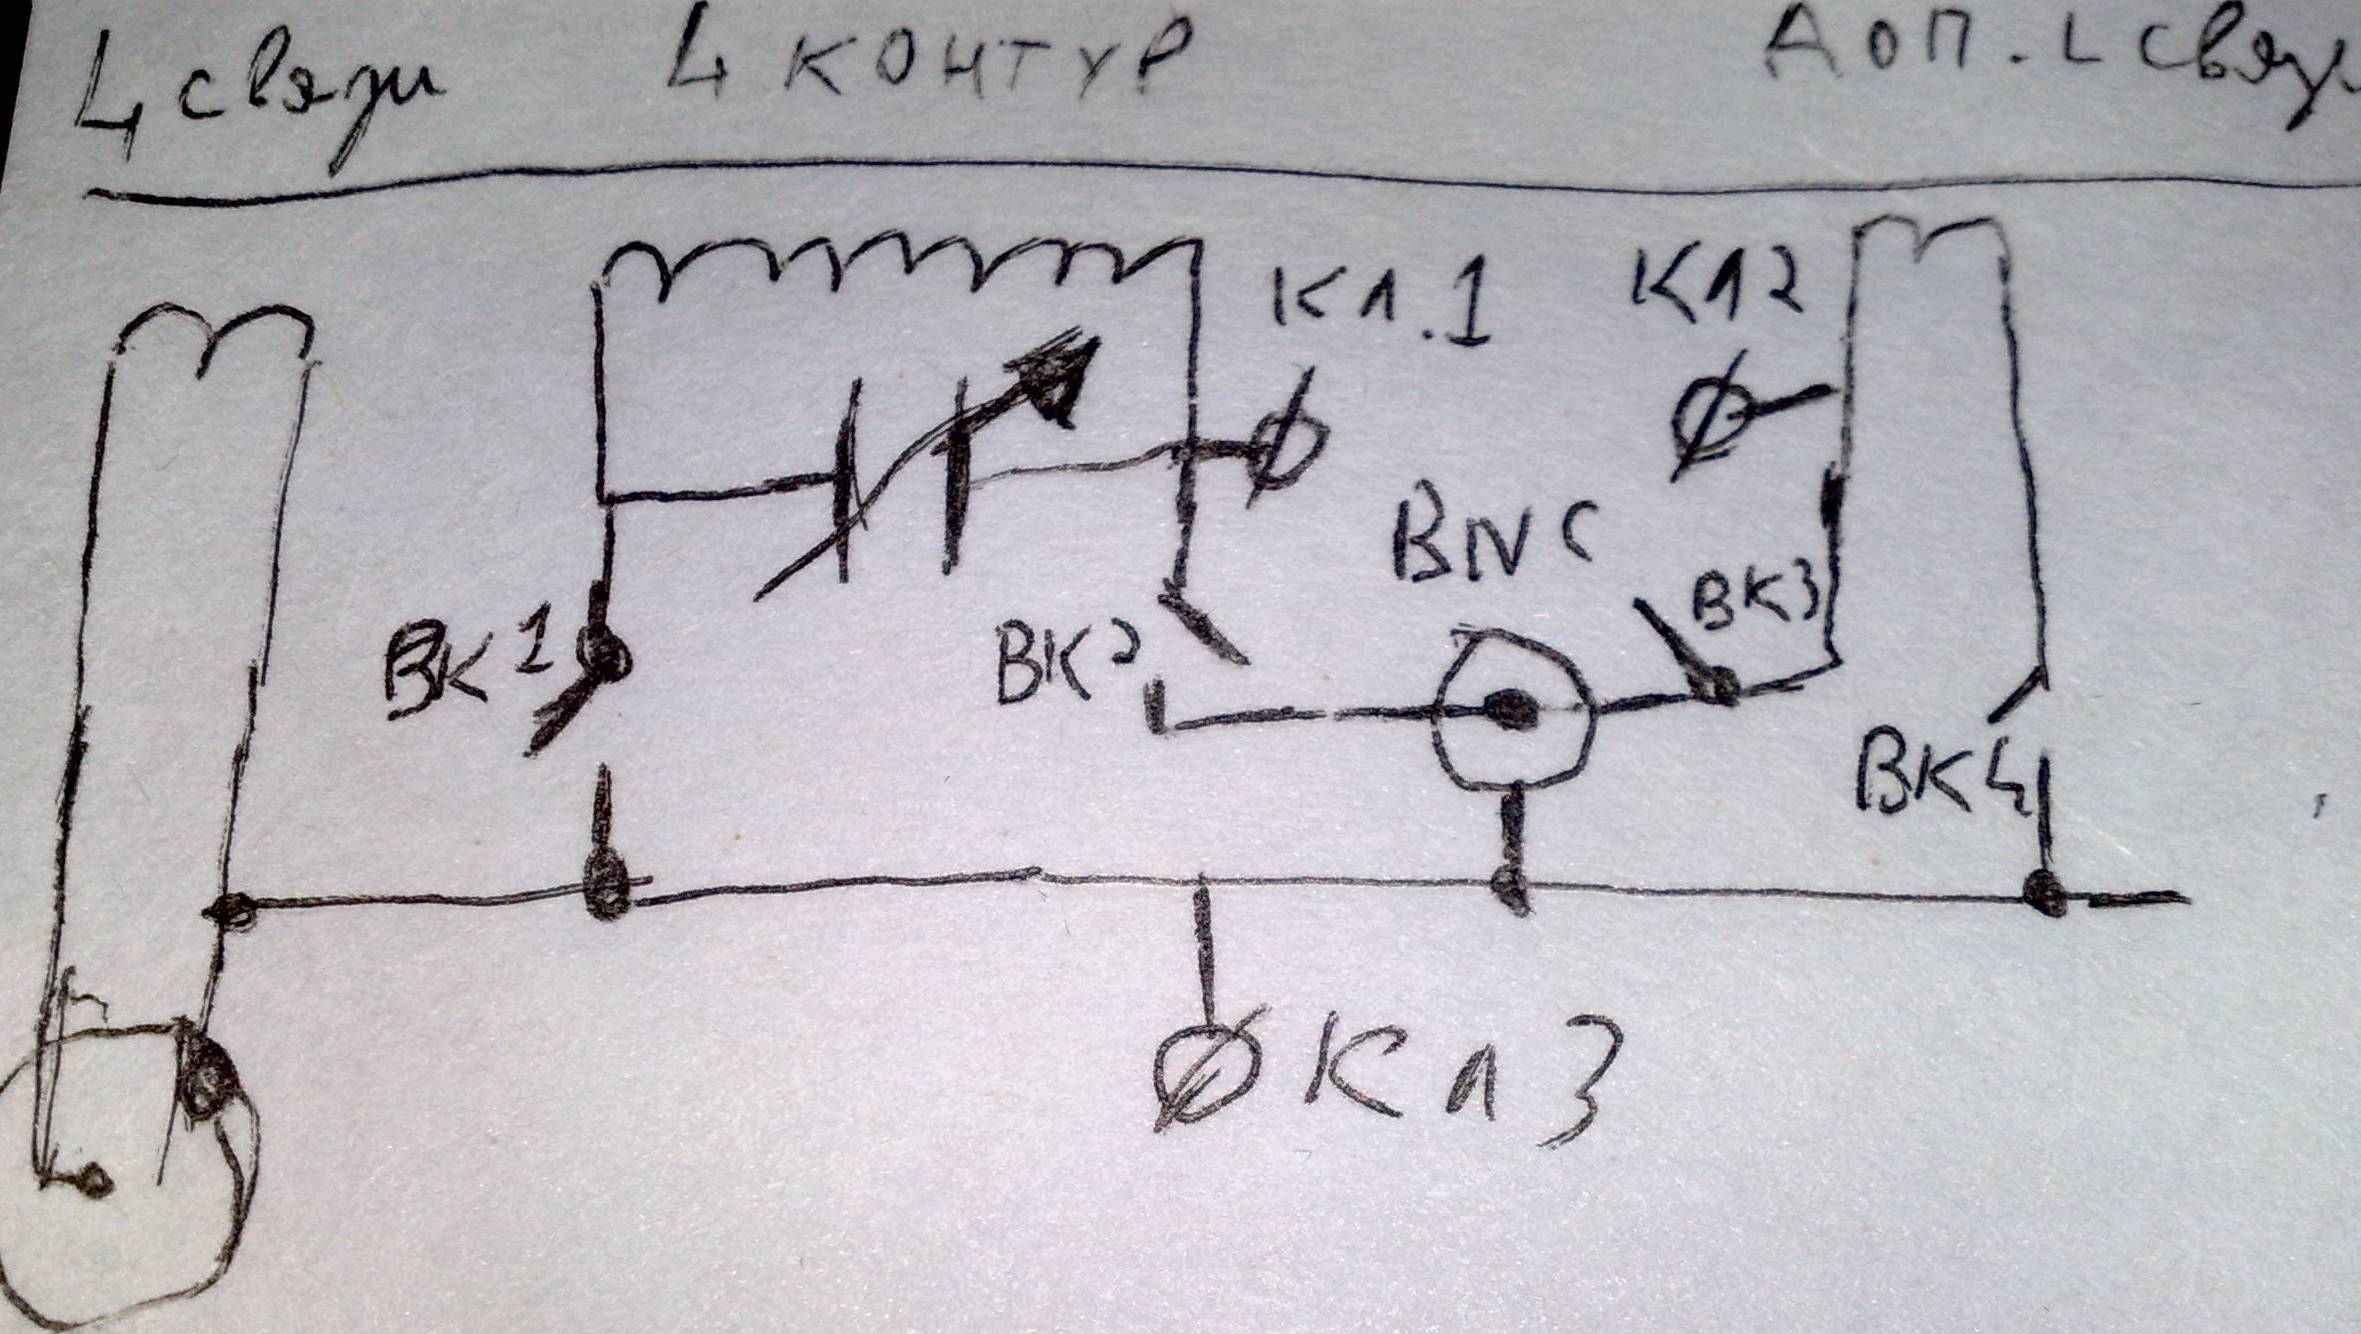 L связи L контур Доп. L связи
Кл.1 Кл2
BNC
ВК1 ВК2 ВК3
ВК4
Кл3